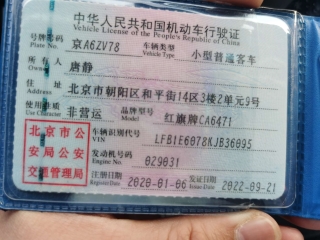 中华人民共和国机动车行驶证
Vehicle License of the People's Republic of China
号牌号码 京A6ZV78 车辆类型 小型普通客车
Plate No. Vehicle Type
所有人 唐静
Owner
住址 北京市朝阳区和平街14区3楼2单元9号
Address
使用性质 非营运 品牌型号 红旗牌CA6471
Use Character Model
北京市公 车辆识别代号 LFB1E6078KJB36095
VIN
安局公安 发动机号码 029031
Engine No.
交通管理局 注册日期 2020-01-06 发证日期 2022-09-21
Register Date Issue Date